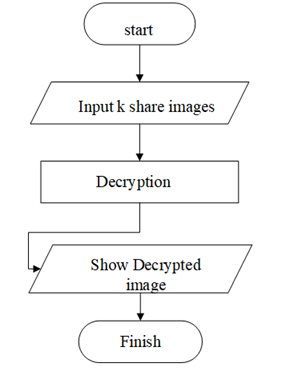 start
Input k share images
Decryption
Show Decrypted
image
Finish